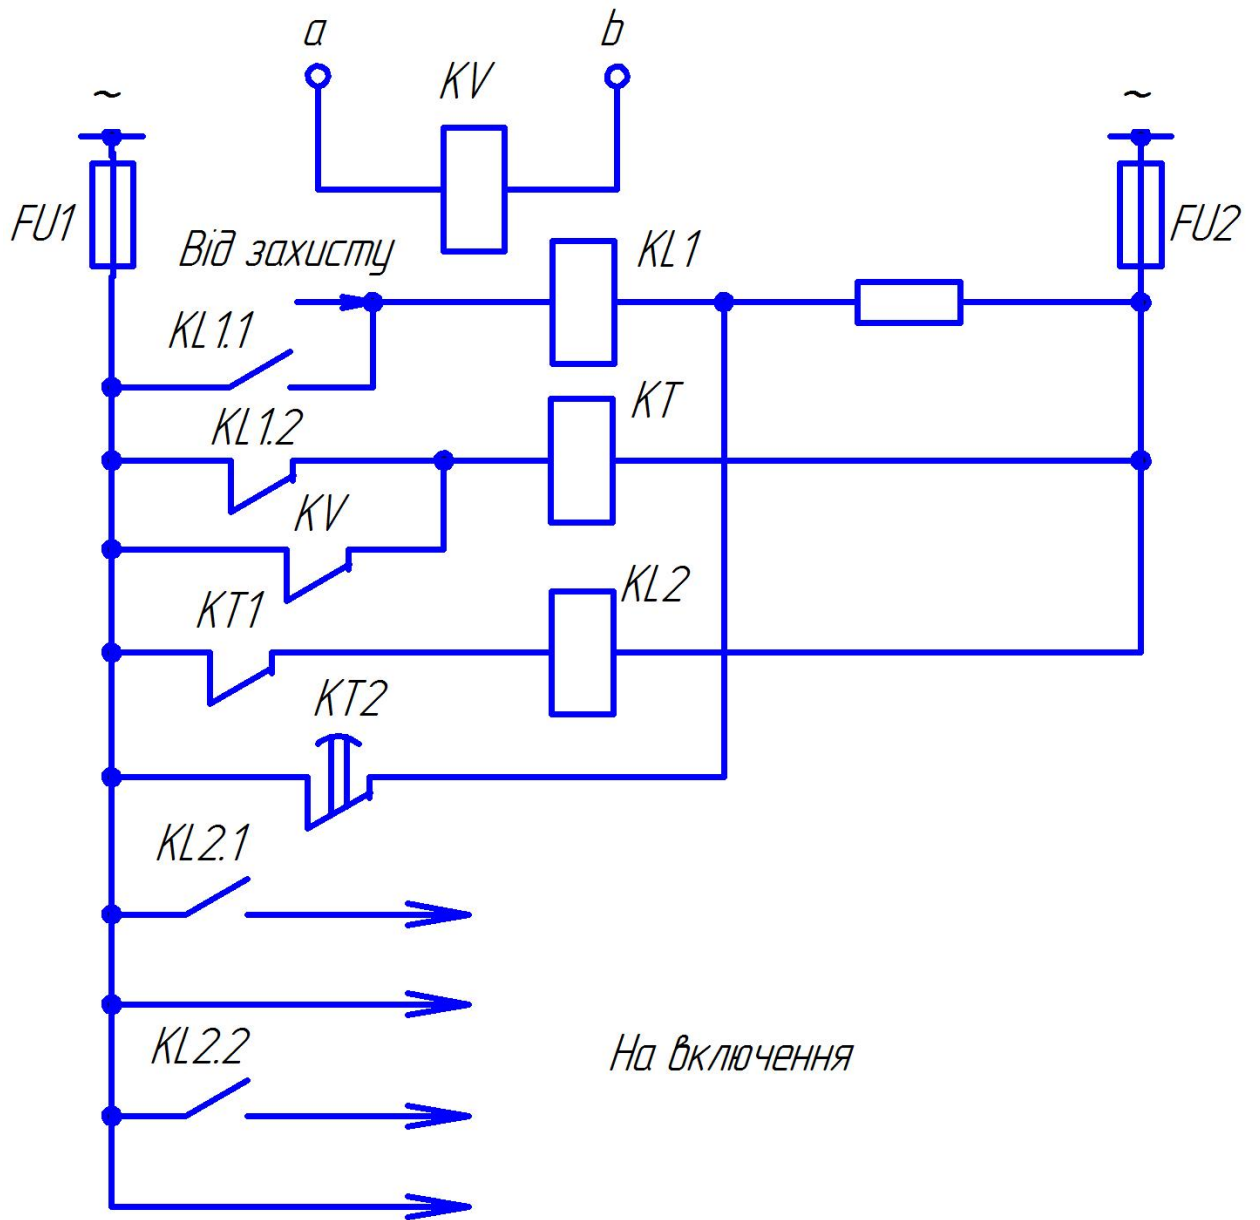 a
b
KV
~
~
FU1
FU2
Від захисту
KL1
KL1.1
KT
KL1.2
KV
KL2
KT1
KT2
KL2.1
KL2.2
На включення